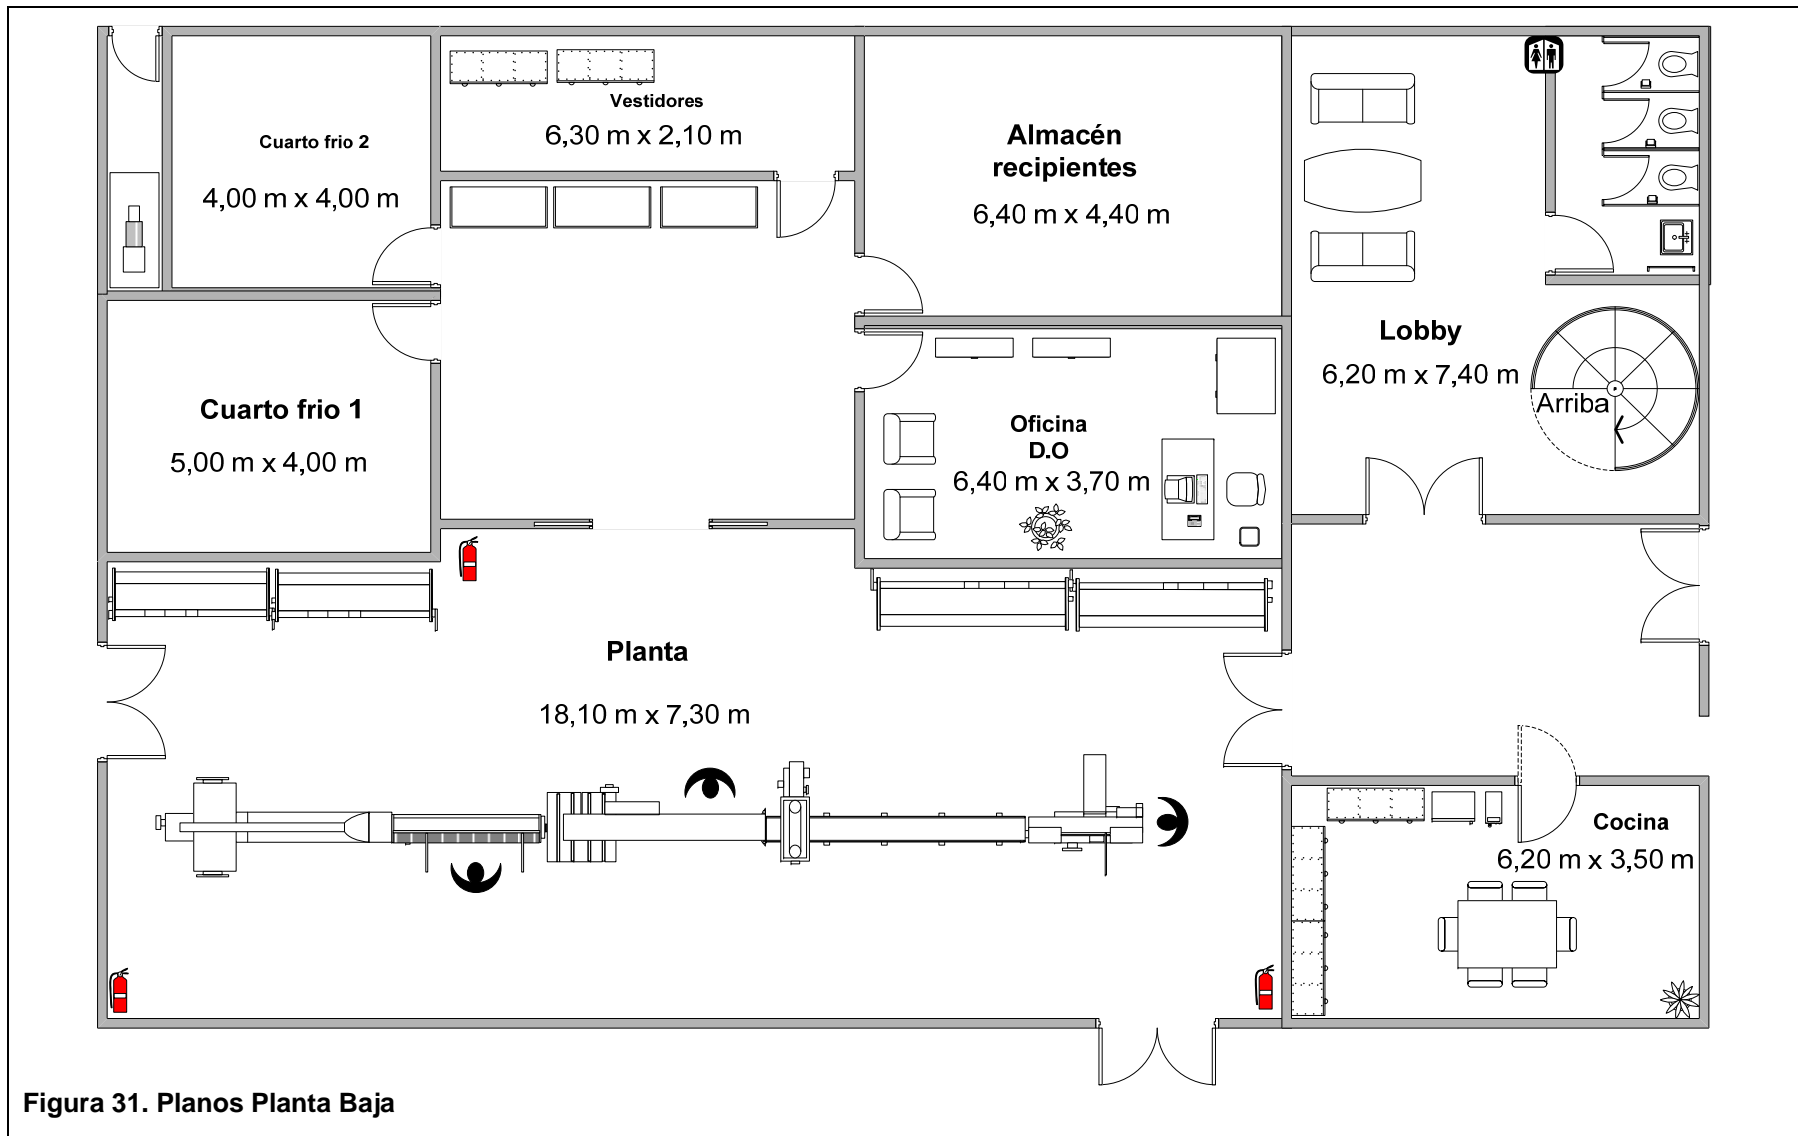 Vestidores
6,30 m x 2,10 m
Cuarto frio 2
4,00 m x 4,00 m
Almacén
recipientes
6,40 m x 4,40 m
Lobby
6,20 m x 7,40 m
Arriba
Cuarto frio 1
5,00 m x 4,00 m
Oficina
D.O
6,40 m x 3,70 m
Planta
18,10 m x 7,30 m
Cocina
6,20 m x 3,50 m
Figura 31. Planos Planta Baja